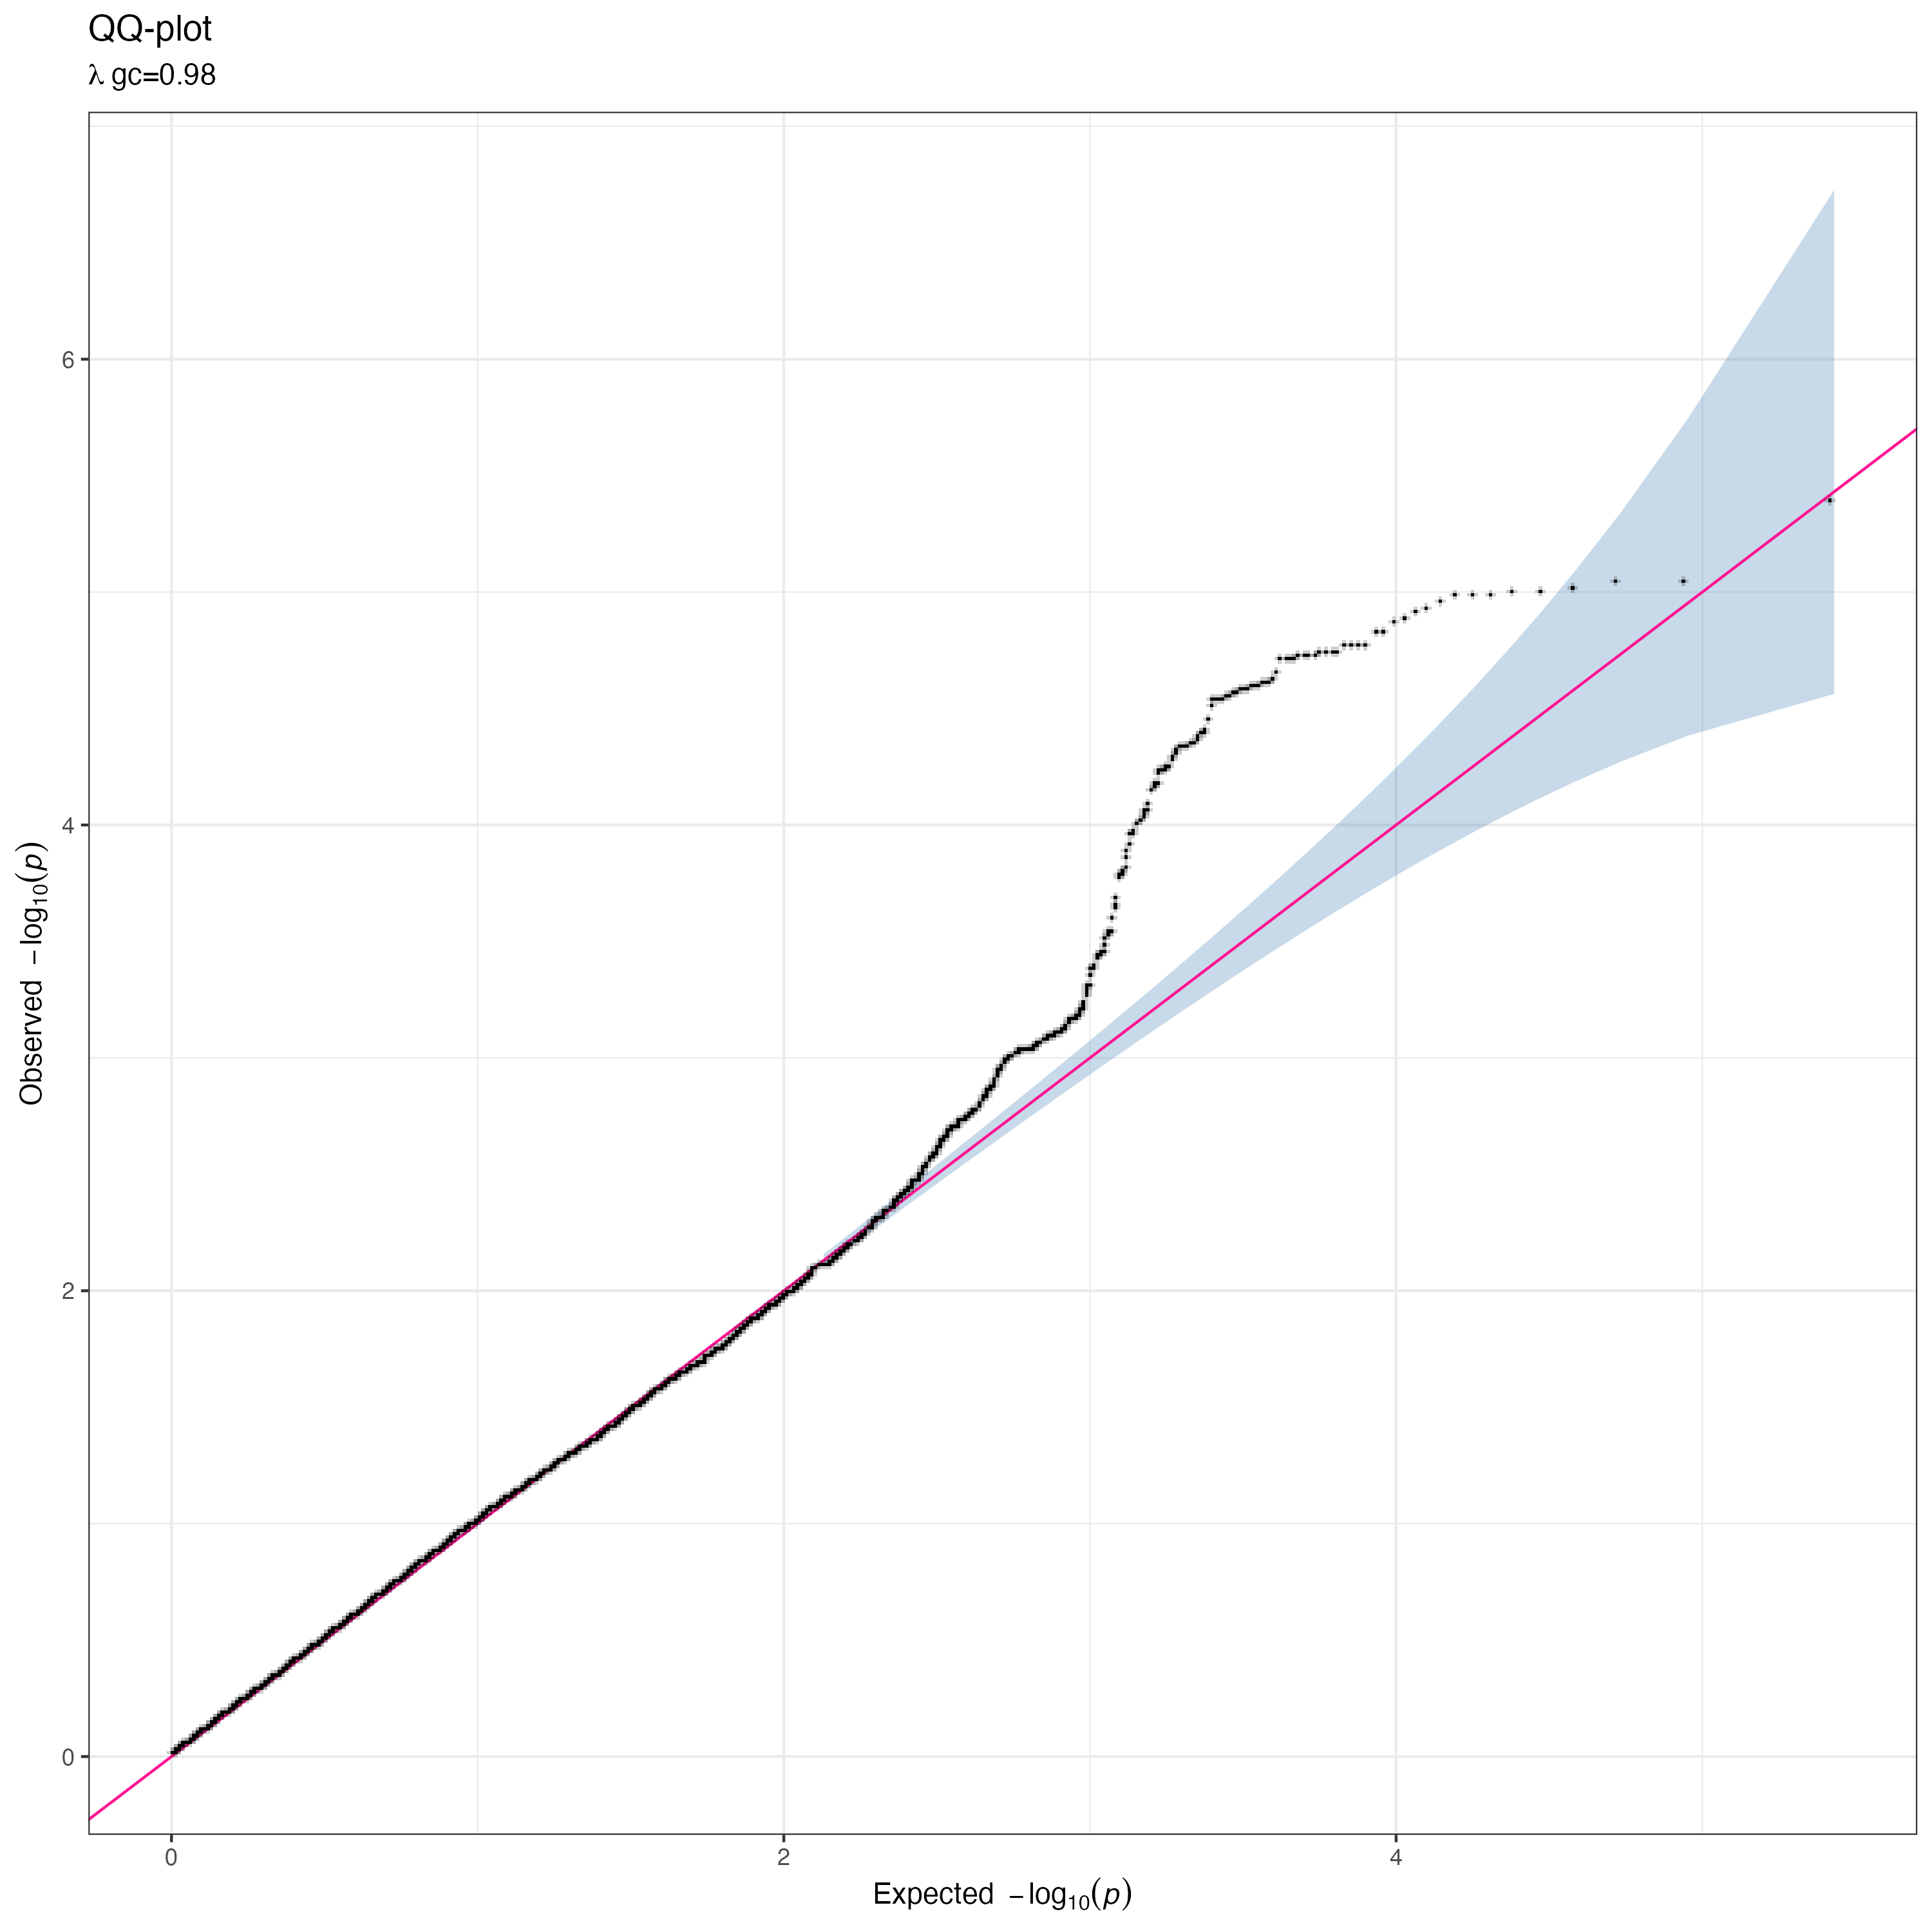 QQ-plot
λ gc=0.98
6
4
2
0
Observed −log10(p)
0 2 4
Expected −log10(p)